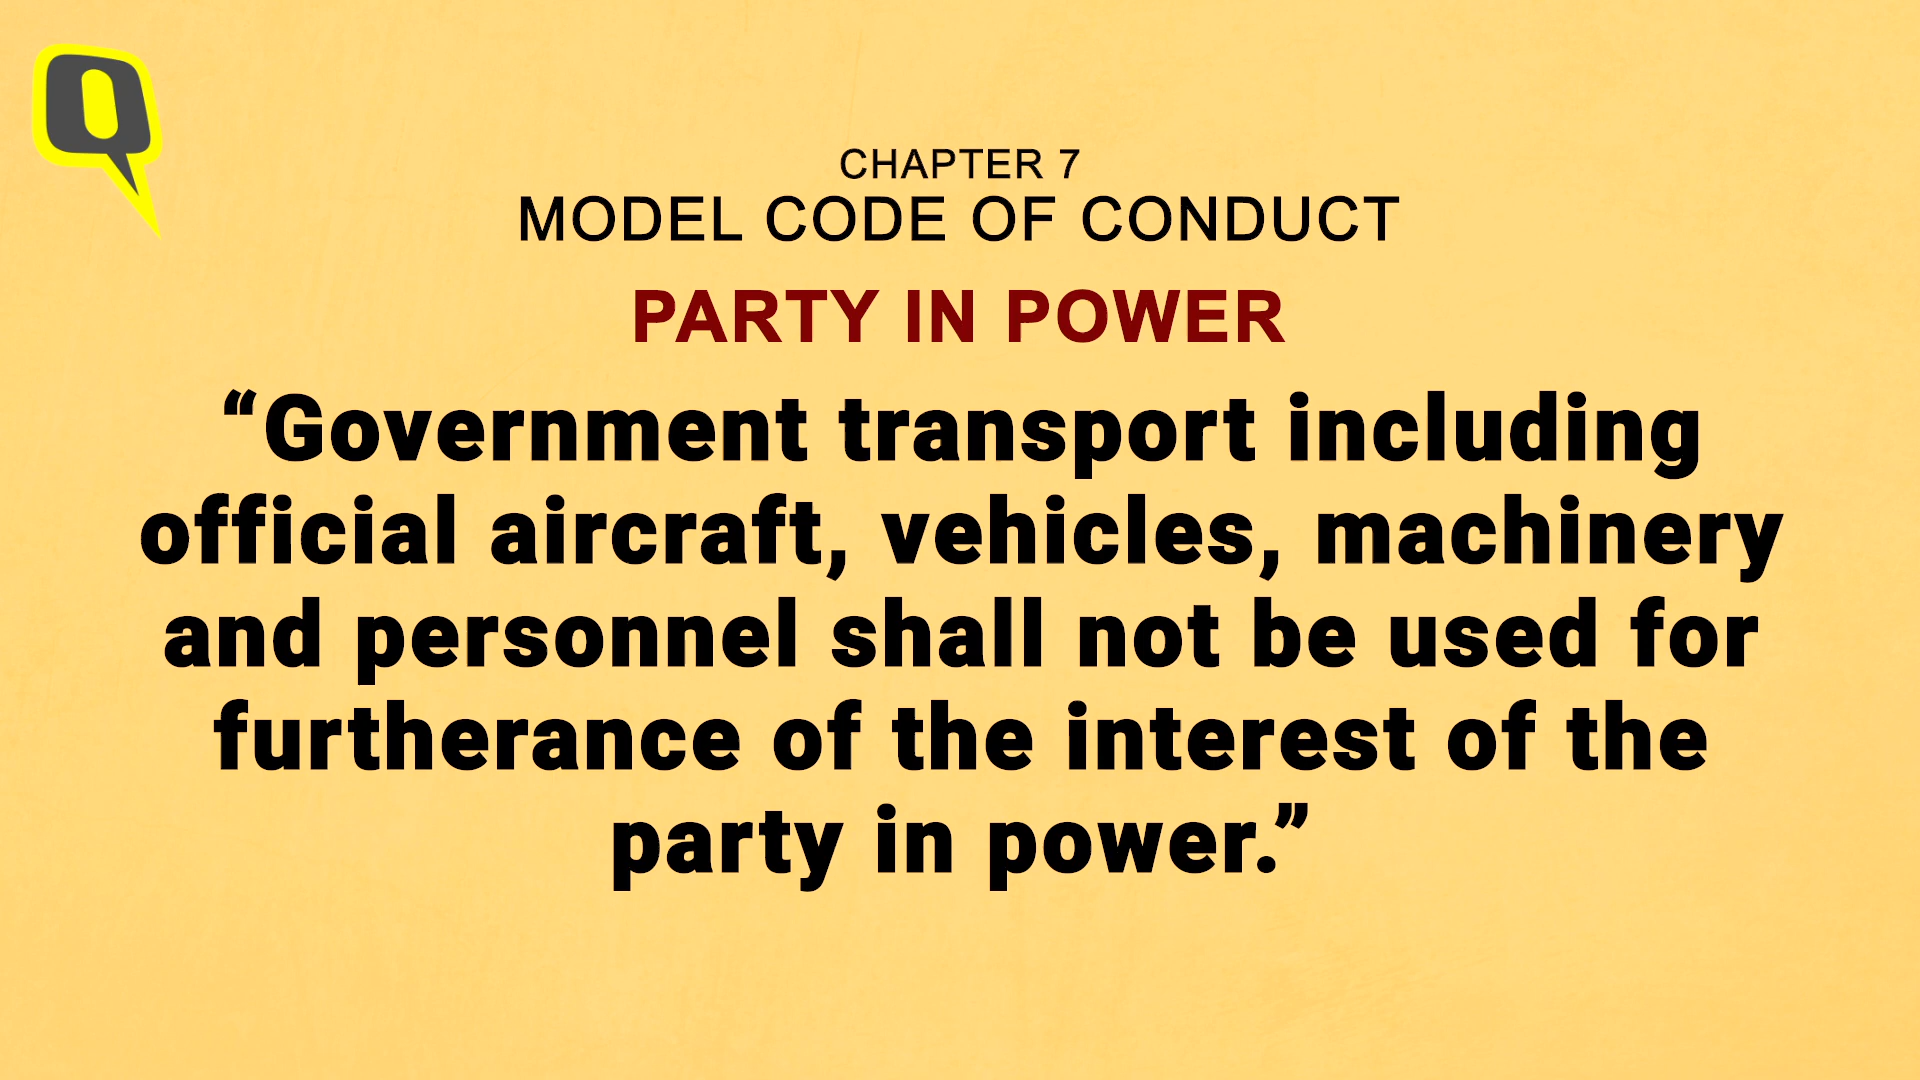 Q
CHAPTER 7
MODEL CODE OF CONDUCT
PARTY IN POWER
“Government transport including
official aircraft, vehicles, machinery
and personnel shall not be used for
furtherance of the interest of the
party in power.”